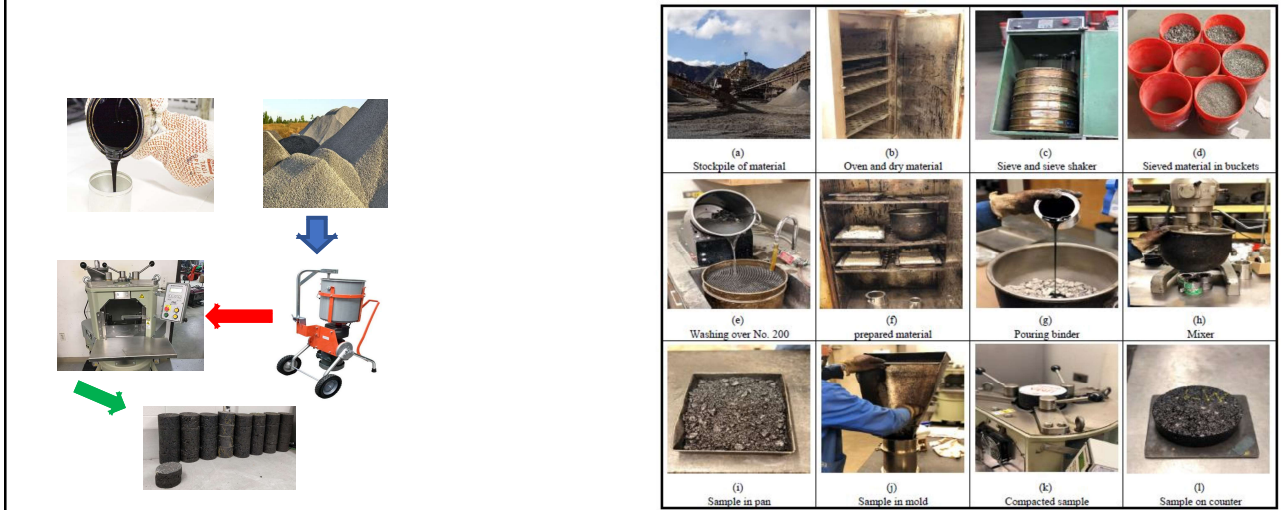 (a)
Stockpile of material
(b)
Oven and dry material
(c)
Sieve and sieve shaker
(d)
Sieved material in buckets
(e)
Washing over No. 200
(f)
prepared material
(g)
Pouring binder
(h)
Mixer
(i)
Sample in pan
(j)
Sample in mold
(k)
Compacted sample
(l)
Sample on counter